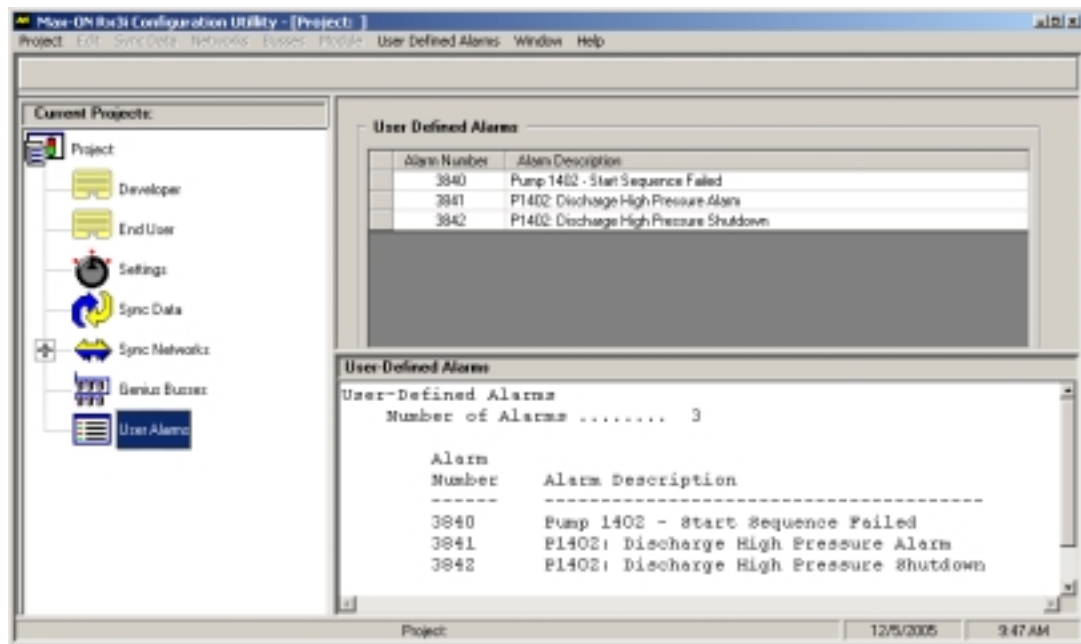 Max-ON Rx3i Configuration Utillity - [Project: ]
Project Edit Sync Data Networks Busses Module User Defined Alarms Window Help
Current Projects:
Project
Developer
End User
Settings
Sync Data
Sync Networks
Genius Busses
User Alarms
User Defined Alarms
Alarm Number Alarm Description
3840 Pump 1402 - Start Sequence Failed
3841 P1402: Discharge High Pressure Alarm
3842 P1402: Discharge High Pressure Shutdown
User-Defined Alarms
User-Defined Alarms
Number of Alarms ........ 3
Alarm
Number Alarm Description
------ ---------------------------------------
3840 Pump 1402 - Start Sequence Failed
3841 P1402: Discharge High Pressure Alarm
3842 P1402: Discharge High Pressure Shutdown
Project: 12/5/2005 9:47 AM